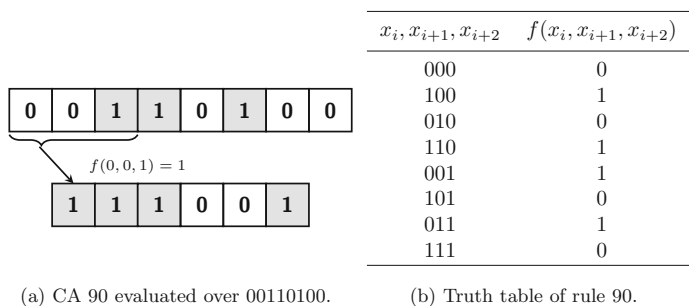 0 0 1 1 0 1 0 0
f(0, 0, 1) = 1
1 1 1 0 0 1
(a) CA 90 evaluated over 00110100.
x_i, x_{i+1}, x_{i+2} f(x_i, x_{i+1}, x_{i+2})
000 0
100 1
010 0
110 1
001 1
101 0
011 1
111 0
(b) Truth table of rule 90.